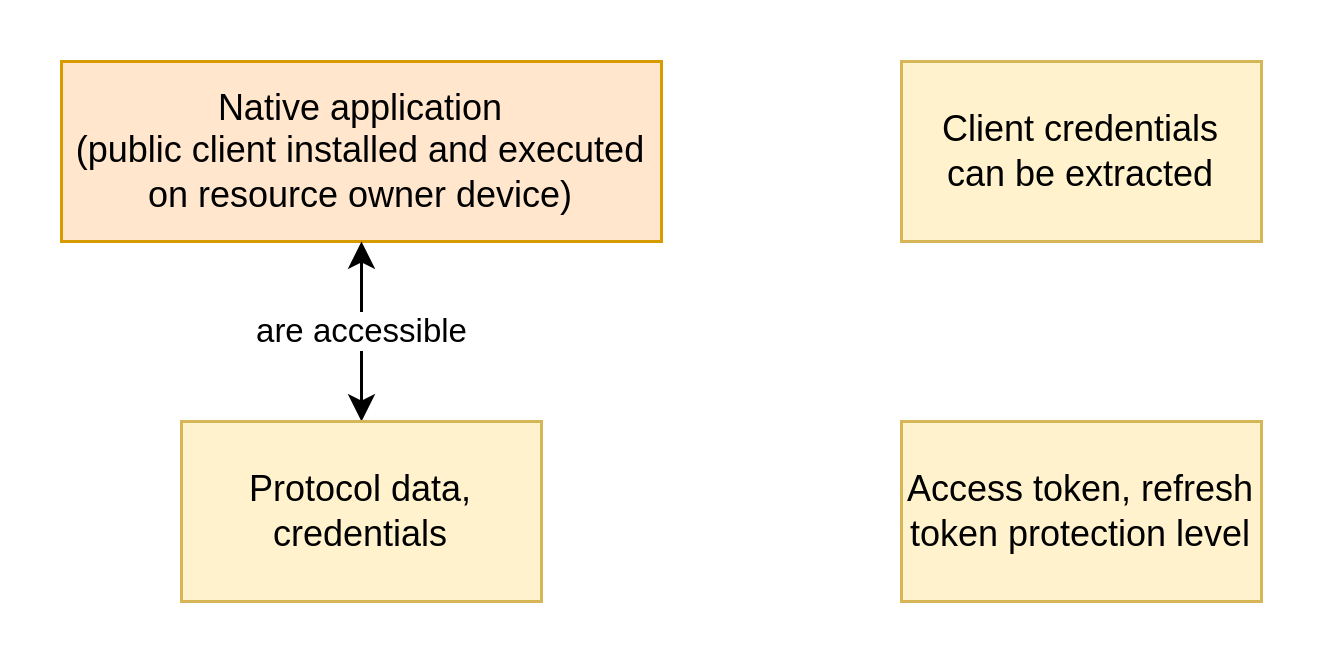 Native application
(public client installed and executed
on resource owner device)
Client credentials
can be extracted
are accessible
Protocol data,
credentials
Access token, refresh
token protection level